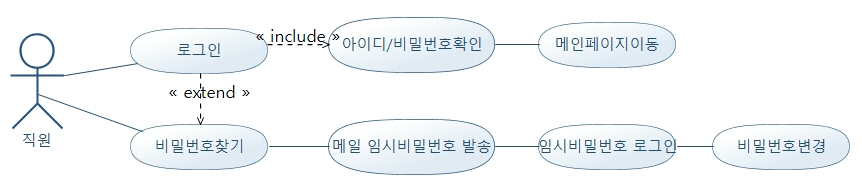 로그인
« include »
아이디/비밀번호확인
메인페이지이동
« extend »
직원
비밀번호찾기
메일 임시비밀번호 발송
임시비밀번호 로그인
비밀번호변경